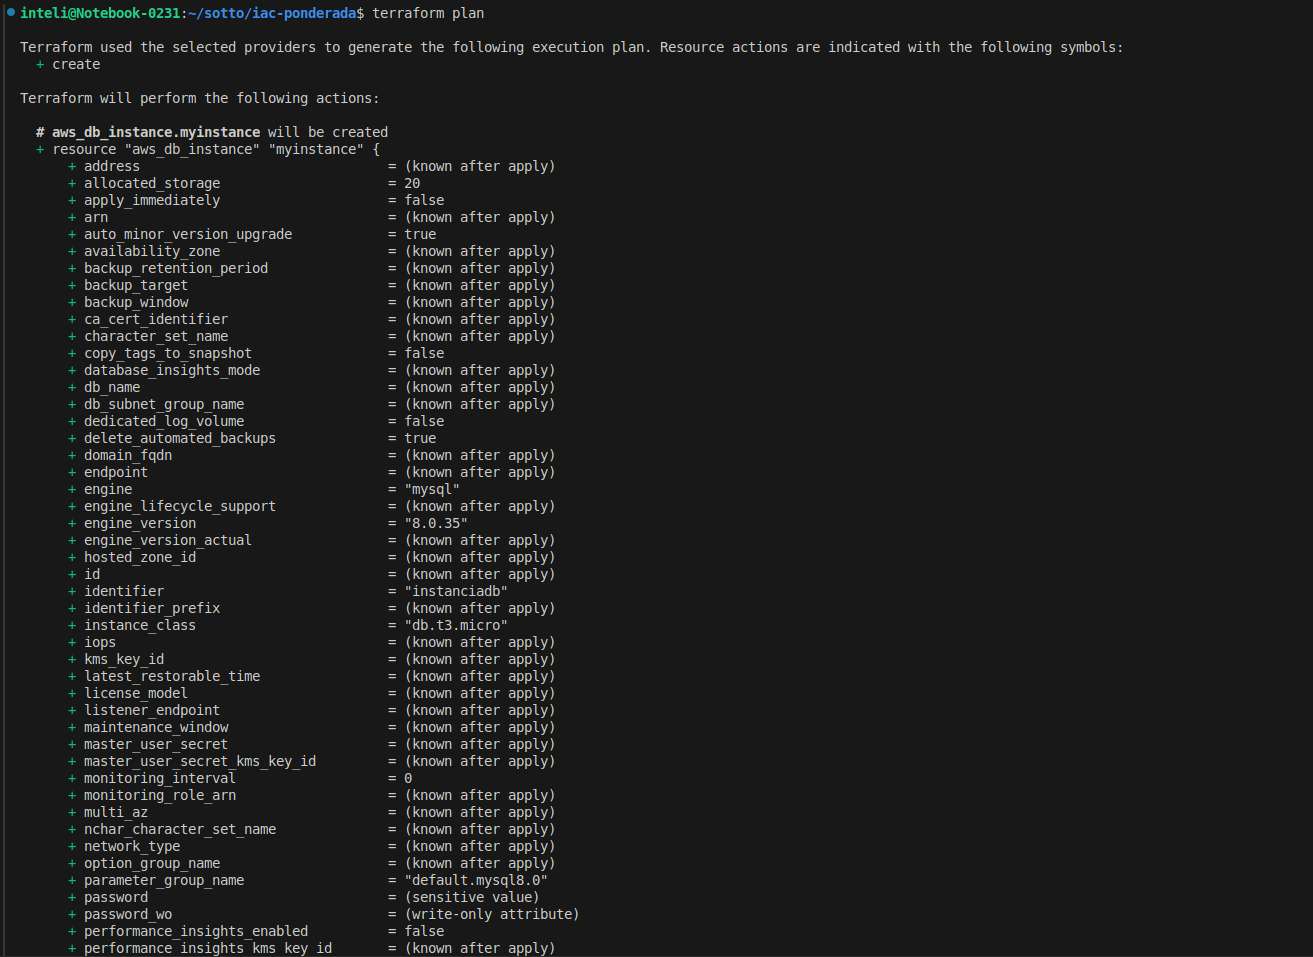 inteli@Notebook-0231:~/sotto/iac-ponderada$ terraform plan
Terraform used the selected providers to generate the following execution plan. Resource actions are indicated with the following symbols:
+ create
Terraform will perform the following actions:
# aws_db_instance.myinstance will be created
+ resource "aws_db_instance" "myinstance" {
+ address = (known after apply)
+ allocated_storage = 20
+ apply_immediately = false
+ arn = (known after apply)
+ auto_minor_version_upgrade = true
+ availability_zone = (known after apply)
+ backup_retention_period = (known after apply)
+ backup_target = (known after apply)
+ backup_window = (known after apply)
+ ca_cert_identifier = (known after apply)
+ character_set_name = (known after apply)
+ copy_tags_to_snapshot = false
+ database_insights_mode = (known after apply)
+ db_name = (known after apply)
+ db_subnet_group_name = (known after apply)
+ dedicated_log_volume = false
+ delete_automated_backups = true
+ domain_fqdn = (known after apply)
+ endpoint = (known after apply)
+ engine = "mysql"
+ engine_lifecycle_support = (known after apply)
+ engine_version = "8.0.35"
+ engine_version_actual = (known after apply)
+ hosted_zone_id = (known after apply)
+ id = (known after apply)
+ identifier = "instanciadb"
+ identifier_prefix = (known after apply)
+ instance_class = "db.t3.micro"
+ iops = (known after apply)
+ kms_key_id = (known after apply)
+ latest_restorable_time = (known after apply)
+ license_model = (known after apply)
+ listener_endpoint = (known after apply)
+ maintenance_window = (known after apply)
+ master_user_secret = (known after apply)
+ master_user_secret_kms_key_id = (known after apply)
+ monitoring_interval = 0
+ monitoring_role_arn = (known after apply)
+ multi_az = (known after apply)
+ nchar_character_set_name = (known after apply)
+ network_type = (known after apply)
+ option_group_name = (known after apply)
+ parameter_group_name = "default.mysql8.0"
+ password = (sensitive value)
+ password_wo = (write-only attribute)
+ performance_insights_enabled = false
+ performance_insights_kms_key_id = (known after apply)